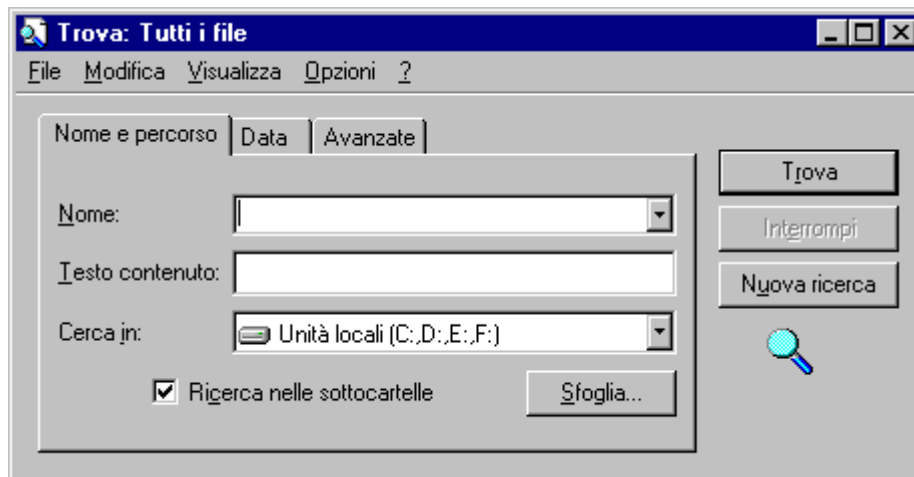 Trova: Tutti i file
File Modifica Visualizza Opzioni ?
Nome e percorso Data Avanzate
Nome:
Testo contenuto:
Cerca in: Unità locali (C:,D:,E:,F:)
Ricerca nelle sottocartelle Sfoglia...
Trova
Interrompi
Nuova ricerca